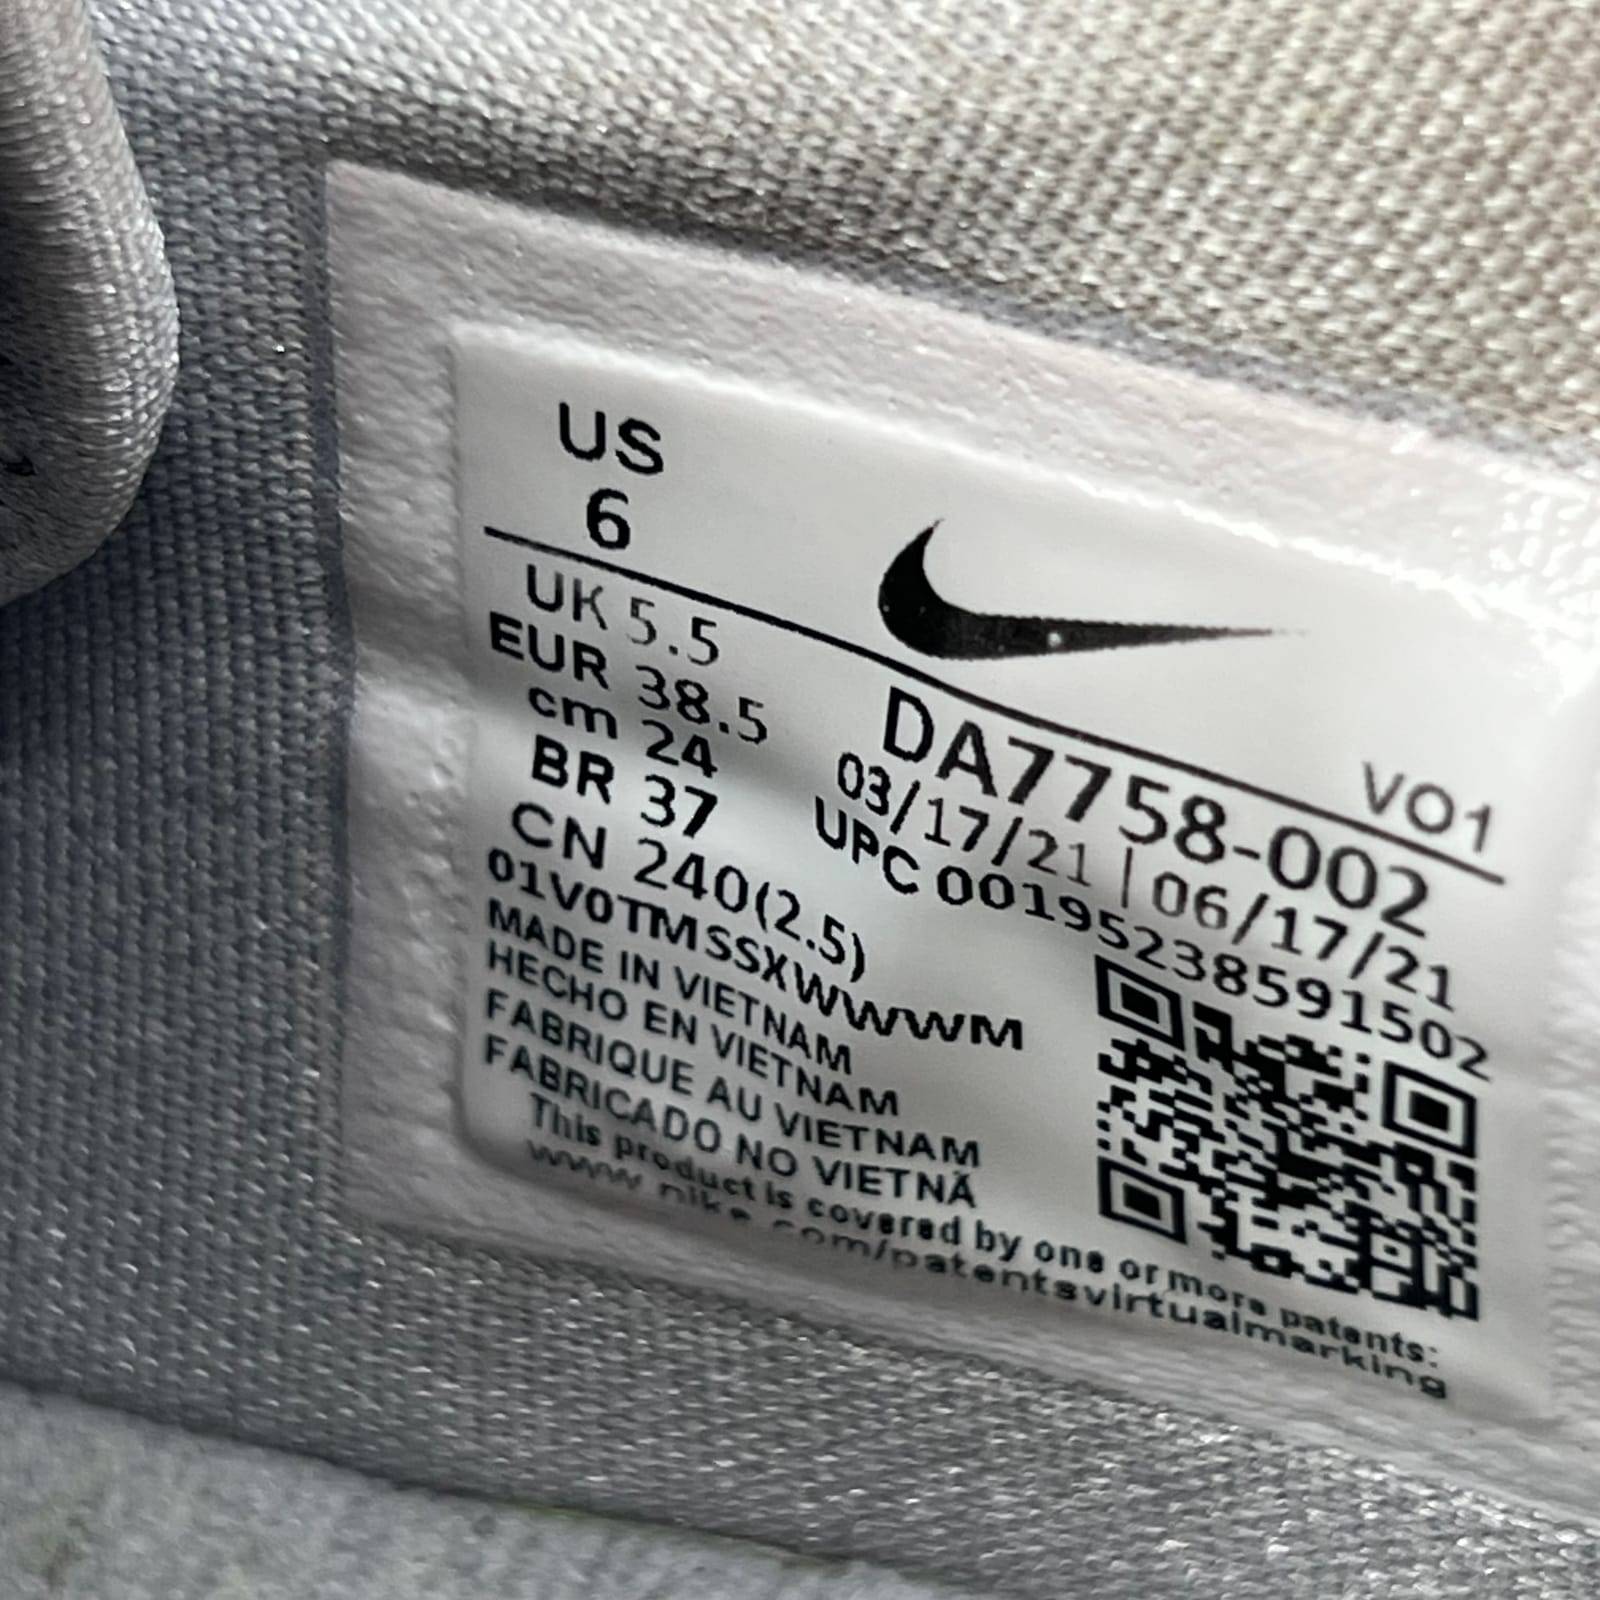 US
6
UK 5.5
EUR 38.5
cm 24
BR 37
CN 240(2.5)
VO1
DA7758-002
03/17/21 | 06/17/21
UPC 00195238591502
01V0TMSSXWWWM
MADE IN VIETNAM
HECHO EN VIETNAM
FABRIQUE AU VIETNAM
FABRICADO NO VIETNÃ
This product is covered by one or more patents:
www.nike.com/patentsvirtualmarking